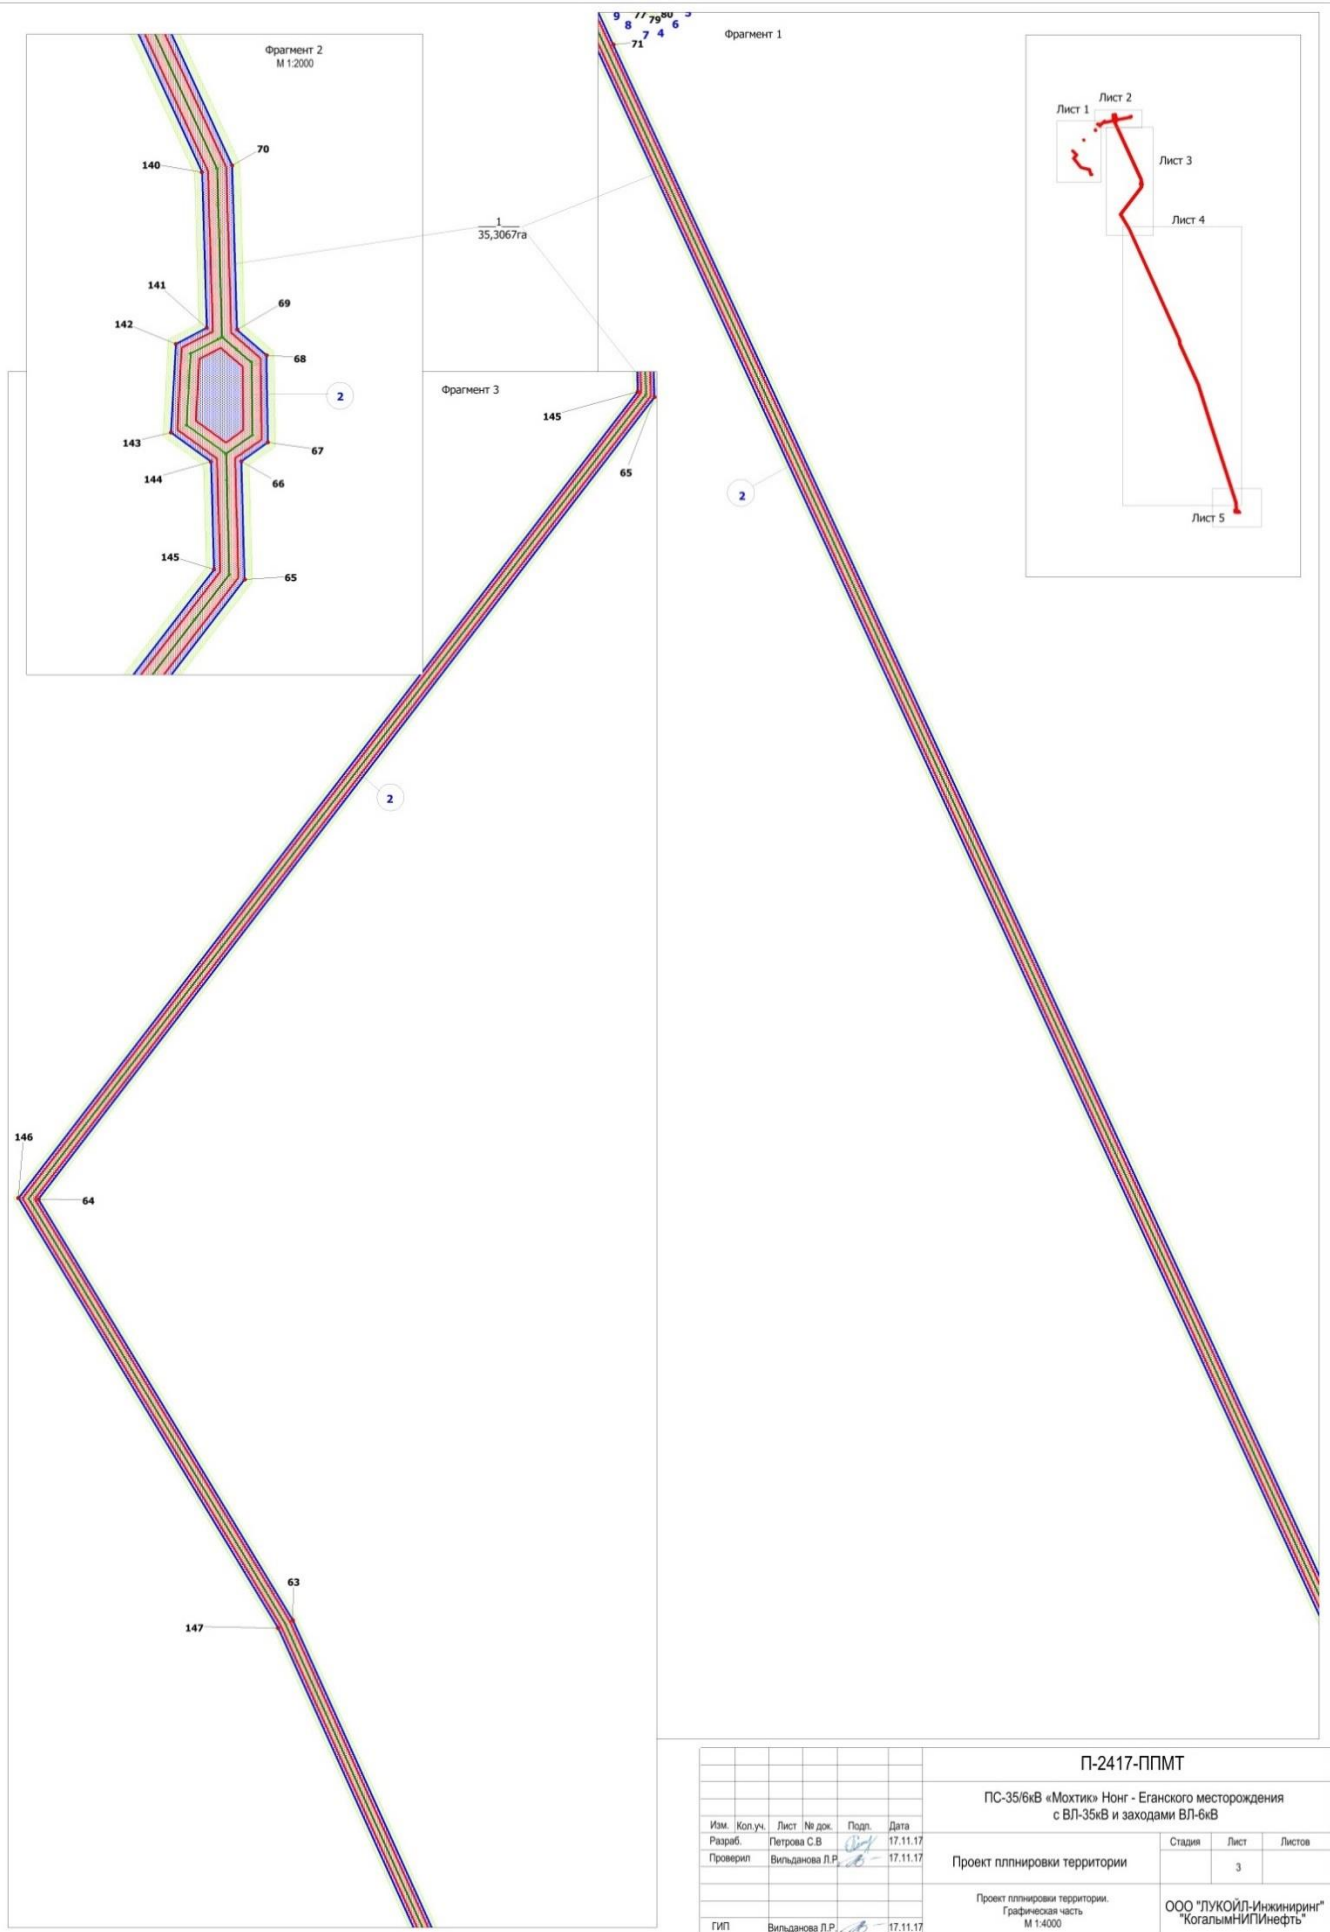 Фрагмент 2
М 1:2000
9
77
80
8
79
6
7
4
71
Фрагмент 1
Лист 2
Лист 1
Лист 3
Лист 4
Лист 5
70
140
1
35,3067га
141
69
142
68
2
143
67
144
66
145
65
Фрагмент 3
145
65
2
2
146
64
63
147
П-2417-ППМТ
ПС-35/6кВ «Мохтик» Нонг - Еганского месторождения
с ВЛ-35кВ и заходами ВЛ-6кВ
Изм. Кол.уч. Лист № док. Подп. Дата
Разраб. Петрова С.В 17.11.17
Проверил Вильданова Л.Р. 17.11.17
ГИП Вильданова Л.Р. 17.11.17
Проект плпнировки территории
Стадия Лист Листов
3
Проект плпнировки территории.
Графическая часть
М 1:4000
ООО "ЛУКОЙЛ-Инжиниринг"
"КогалымНИПИнефть"